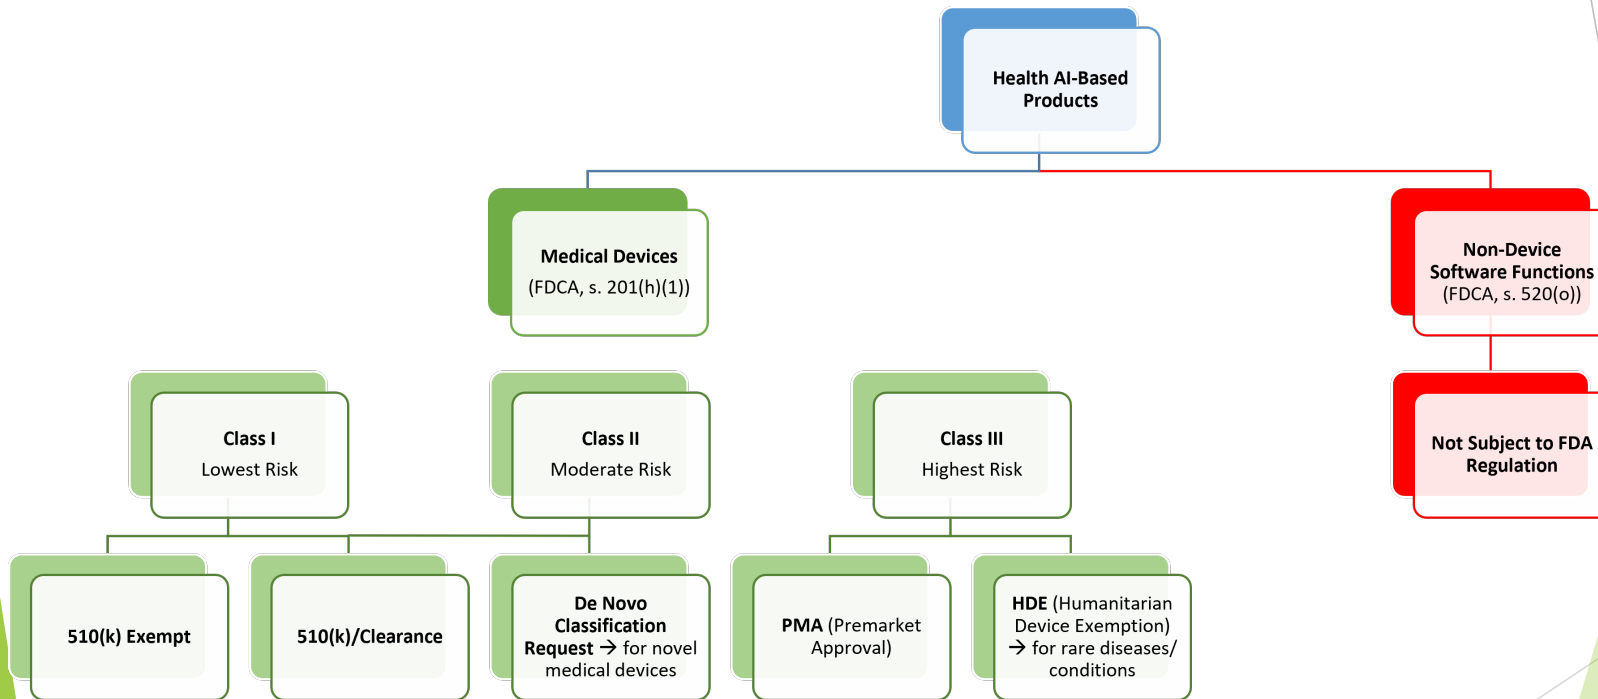 Health AI-Based
Products
Medical Devices
(FDCA, s. 201(h)(1))
Non-Device
Software Functions
(FDCA, s. 520(o))
Class I
Lowest Risk
Class II
Moderate Risk
Class III
Highest Risk
Not Subject to FDA
Regulation
510(k) Exempt
510(k)/Clearance
De Novo
Classification
Request → for novel
medical devices
PMA (Premarket
Approval)
HDE (Humanitarian
Device Exemption)
→ for rare diseases/
conditions